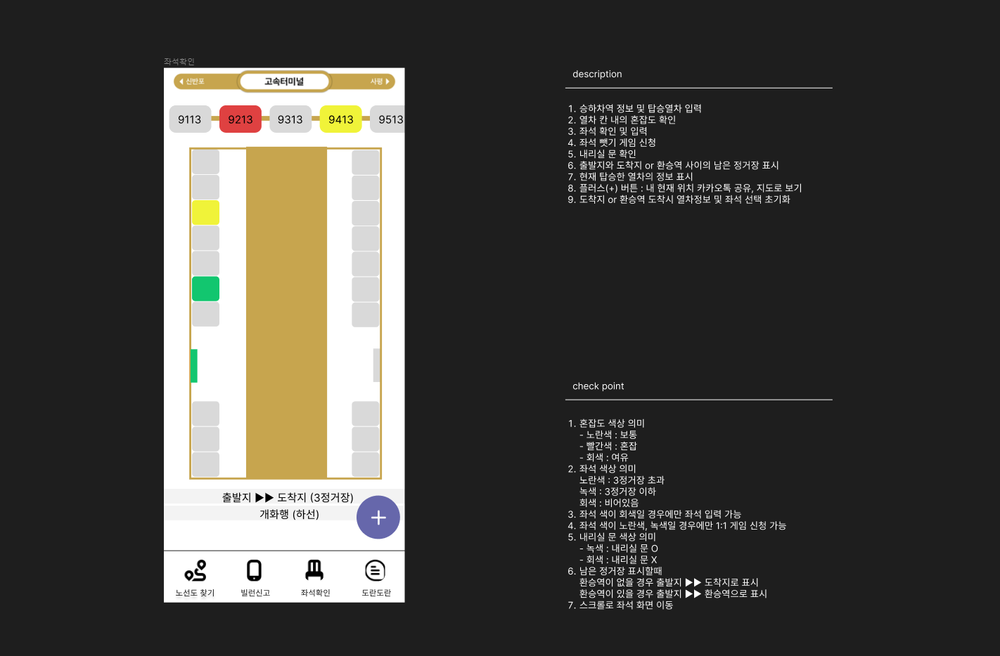 좌석확인
신반포
고속터미널
사평
9113
9213
9313
9413
9513
출발지 ▶▶ 도착지 (3정거장)
개화행 (하선)
노선도 찾기
빌런신고
좌석확인
도란도란
description
1. 승하차역 정보 및 탑승열차 입력
2. 열차 칸 내의 혼잡도 확인
3. 좌석 확인 및 입력
4. 좌석 뺏기 게임 신청
5. 내리실 문 확인
6. 출발지와 도착지 or 환승역 사이의 남은 정거장 표시
7. 현재 탑승한 열차의 정보 표시
8. 플러스(+) 버튼 : 내 현재 위치 카카오톡 공유, 지도로 보기
9. 도착지 or 환승역 도착시 열차정보 및 좌석 선택 초기화
check point
1. 혼잡도 색상 의미
- 노란색 : 보통
- 빨간색 : 혼잡
- 회색 : 여유
2. 좌석 색상 의미
노란색 : 3정거장 초과
녹색 : 3정거장 이하
회색 : 비어있음
3. 좌석 색이 회색일 경우에만 좌석 입력 가능
4. 좌석 색이 노란색, 녹색일 경우에만 1:1 게임 신청 가능
5. 내리실 문 색상 의미
- 녹색 : 내리실 문 O
- 회색 : 내리실 문 X
6. 남은 정거장 표시할때
환승역이 없을 경우 출발지 ▶▶ 도착지로 표시
환승역이 있을 경우 출발지 ▶▶ 환승역으로 표시
7. 스크롤로 좌석 화면 이동